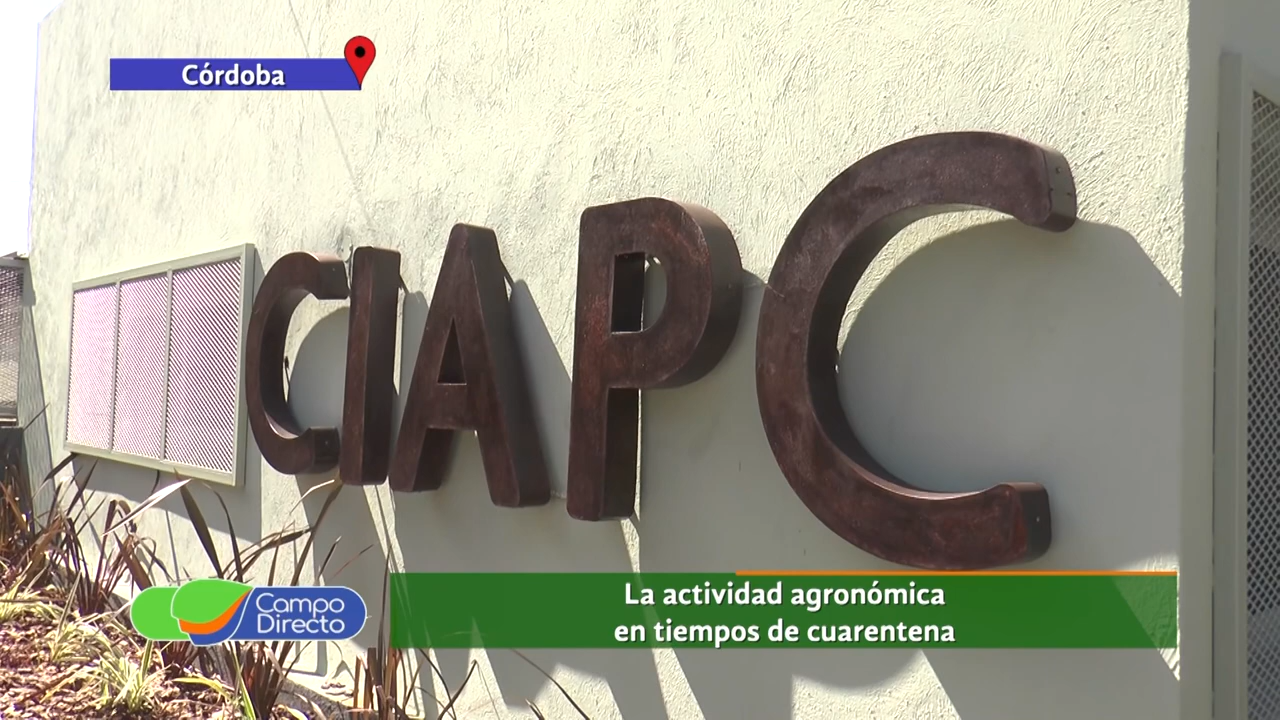 Córdoba
CIAPC
La actividad agronómica
en tiempos de cuarentena
Campo
Directo